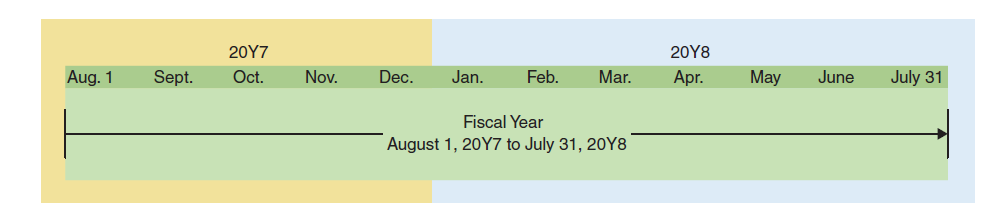 20Y7 20Y8
Aug. 1 Sept. Oct. Nov. Dec. Jan. Feb. Mar. Apr. May June July 31
Fiscal Year
August 1, 20Y7 to July 31, 20Y8